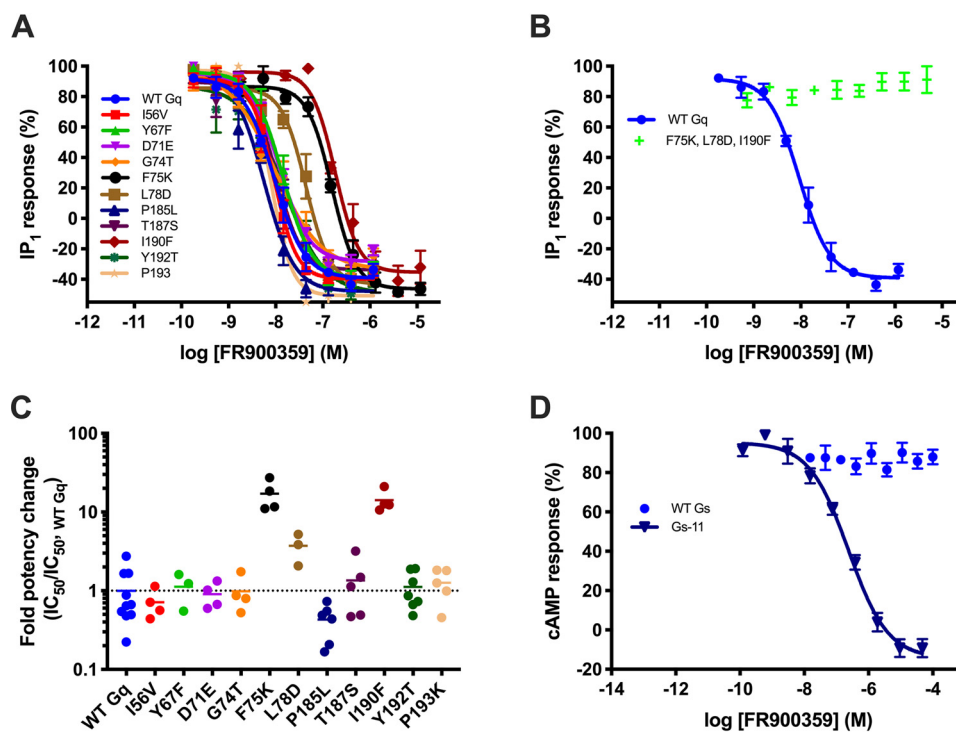 A
IP1 response (%)
100
80
60
40
20
0
-20
-40
-12 -11 -10 -9 -8 -7 -6 -5 -4
log [FR900359] (M)
WT Gq
I56V
Y67F
D71E
G74T
F75K
L78D
P185L
T187S
I190F
Y192T
P193
B
IP1 response (%)
100
80
60
40
20
0
-20
-40
-12 -11 -10 -9 -8 -7 -6 -5
log [FR900359] (M)
WT Gq
F75K, L78D, I190F
C
Fold potency change
(IC50/IC50, WT Gq)
100
10
1
0.1
WT Gq
I56V
Y67F
D71E
G74T
F75K
L78D
P185L
T187S
I190F
Y192T
P193K
D
cAMP response (%)
100
80
60
40
20
0
-20
-14 -12 -10 -8 -6 -4
log [FR900359] (M)
WT Gs
Gs-11